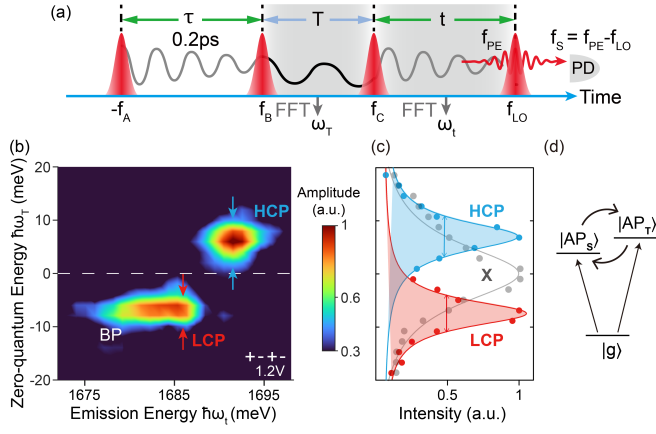 (a)
τ
T
t
0.2ps
f_PE
f_S = f_PE-f_LO
PD
Time
-f_A
f_B
FFT
ω_T
f_C
FFT
ω_t
f_LO
(b)
(c)
(d)
Zero-quantum Energy ħω_T (meV)
20
10
0
-10
-20
HCP
BP
LCP
+-+-
1.2V
1675
1685
1695
Emission Energy ħω_t (meV)
Amplitude
(a.u.)
1
0.6
0.3
HCP
X
LCP
0.5
1
Intensity (a.u.)
|AP_S⟩
|AP_T⟩
|g⟩